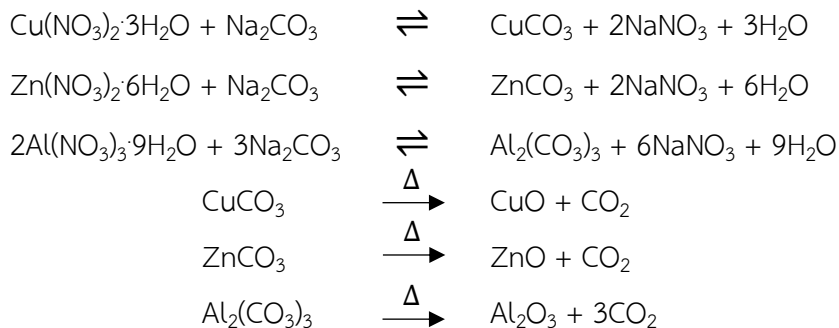 Cu(NO₃)₂·3H₂O + Na₂CO₃ ⇌ CuCO₃ + 2NaNO₃ + 3H₂O
Zn(NO₃)₂·6H₂O + Na₂CO₃ ⇌ ZnCO₃ + 2NaNO₃ + 6H₂O
2Al(NO₃)₃·9H₂O + 3Na₂CO₃ ⇌ Al₂(CO₃)₃ + 6NaNO₃ + 9H₂O
CuCO₃ Δ→ CuO + CO₂
ZnCO₃ Δ→ ZnO + CO₂
Al₂(CO₃)₃ Δ→ Al₂O₃ + 3CO₂